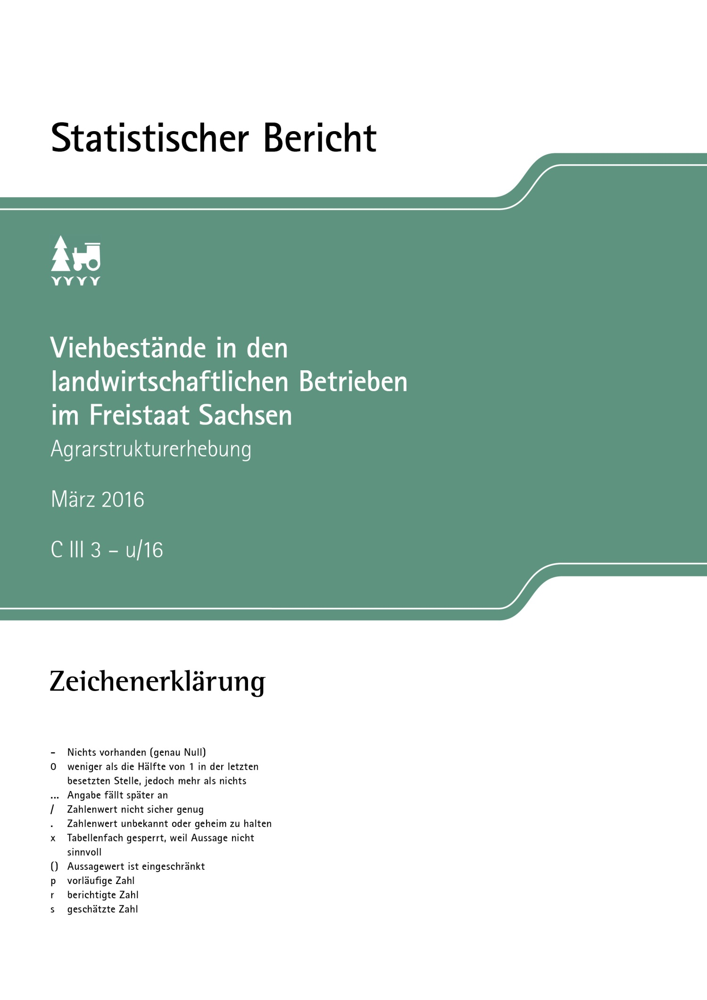 Statistischer Bericht
Viehbestände in den
landwirtschaftlichen Betrieben
im Freistaat Sachsen
Agrarstrukturerhebung
März 2016
C III 3 – u/16
Zeichenerklärung
- Nichts vorhanden (genau Null)
0 weniger als die Hälfte von 1 in der letzten
besetzten Stelle, jedoch mehr als nichts
... Angabe fällt später an
/ Zahlenwert nicht sicher genug
. Zahlenwert unbekannt oder geheim zu halten
x Tabellenfach gesperrt, weil Aussage nicht
sinnvoll
() Aussagewert ist eingeschränkt
p vorläufige Zahl
r berichtigte Zahl
s geschätzte Zahl